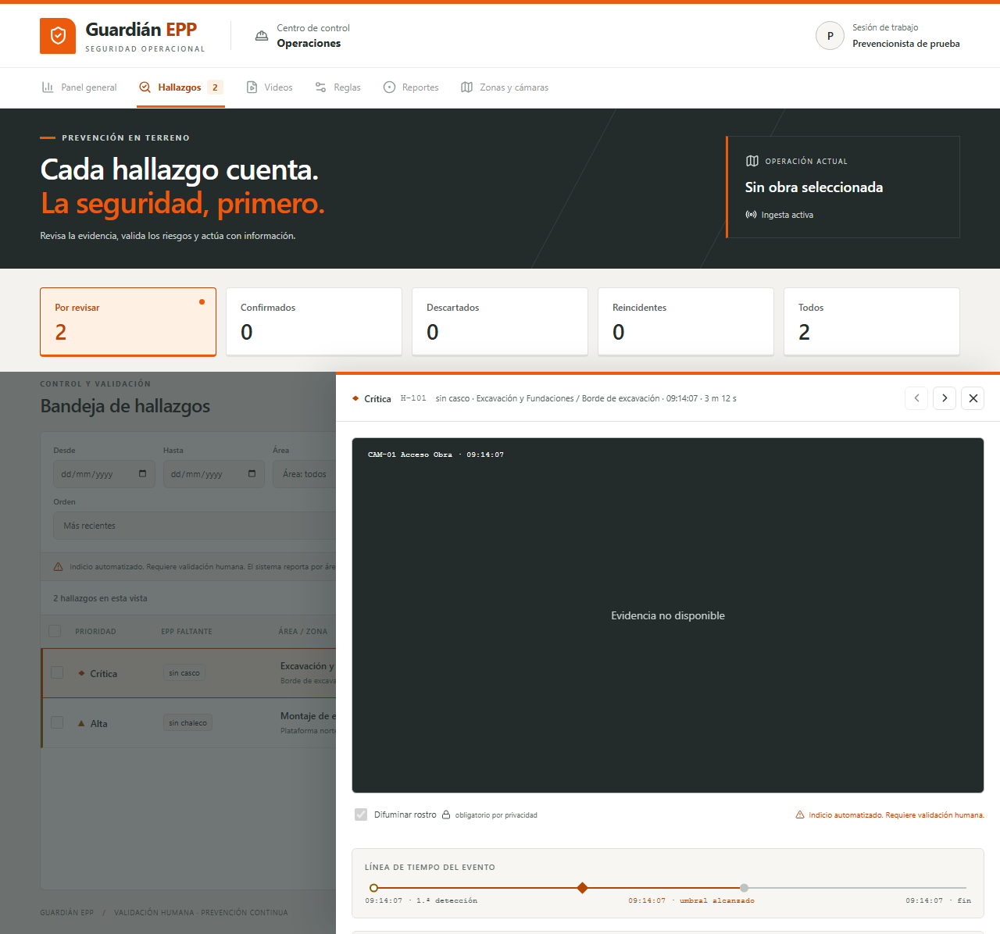 Guardián EPP
SEGURIDAD OPERACIONAL
Centro de control
Operaciones
P
Sesión de trabajo
Prevencionista de prueba
Panel general
Hallazgos 2
Videos
Reglas
Reportes
Zonas y cámaras
PREVENCIÓN EN TERRENO
Cada hallazgo cuenta.
La seguridad, primero.
Revisa la evidencia, valida los riesgos y actúa con información.
OPERACIÓN ACTUAL
Sin obra seleccionada
Ingesta activa
Por revisar
2
Confirmados
0
Descartados
0
Reincidentes
0
Todos
2
CONTROL Y VALIDACIÓN
Bandeja de hallazgos
Desde
Hasta
Área
dd/mm/yyyy
dd/mm/yyyy
Área: todos
Orden
Más recientes
Indicio automatizado. Requiere validación humana. El sistema reporta por áre
2 hallazgos en esta vista
PRIORIDAD
EPP FALTANTE
ÁREA / ZONA
Crítica
sin casco
Excavación y
Borde de excava
Alta
sin chaleco
Montaje de e
Plataforma norte
GUARDIÁN EPP / VALIDACIÓN HUMANA · PREVENCIÓN CONTINUA
Crítica H-101 sin casco · Excavación y Fundaciones / Borde de excavación · 09:14:07 · 3 m 12 s
CAM-01 Acceso Obra · 09:14:07
Evidencia no disponible
Difuminar rostro obligatorio por privacidad
Indicio automatizado. Requiere validación humana.
LÍNEA DE TIEMPO DEL EVENTO
09:14:07 · 1.ª detección
09:14:07 · umbral alcanzado
09:14:07 · fin